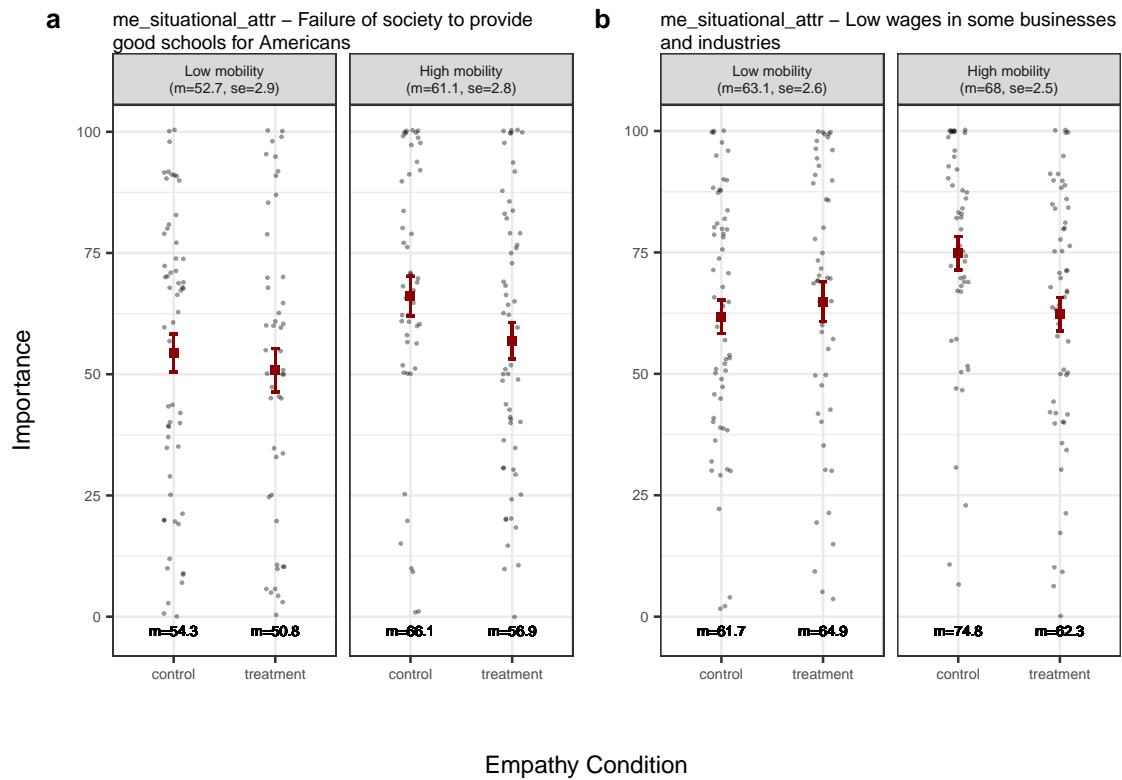 a
me_situational_attr – Failure of society to provide
good schools for Americans
Low mobility
(m=52.7, se=2.9)
High mobility
(m=61.1, se=2.8)
100
75
50
25
0
m=54.3
m=50.8
m=66.1
m=56.9
control
treatment
control
treatment
b
me_situational_attr – Low wages in some businesses
and industries
Low mobility
(m=63.1, se=2.6)
High mobility
(m=68, se=2.5)
100
75
50
25
0
m=61.7
m=64.9
m=74.8
m=62.3
control
treatment
control
treatment
Importance
Empathy Condition